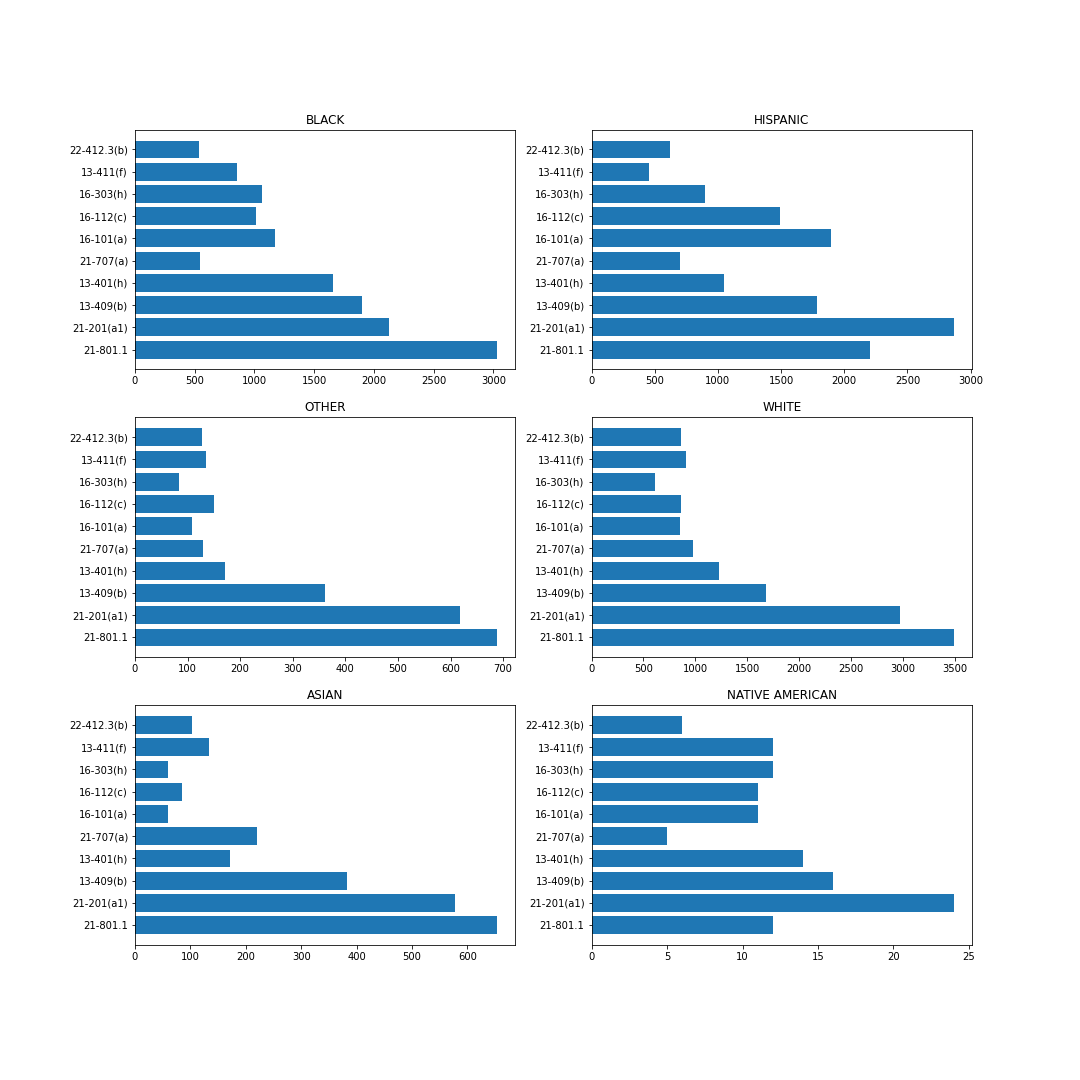 BLACK
22-412.3(b)
13-411(f)
16-303(h)
16-112(c)
16-101(a)
21-707(a)
13-401(h)
13-409(b)
21-201(a1)
21-801.1
0 500 1000 1500 2000 2500 3000
HISPANIC
22-412.3(b)
13-411(f)
16-303(h)
16-112(c)
16-101(a)
21-707(a)
13-401(h)
13-409(b)
21-201(a1)
21-801.1
0 500 1000 1500 2000 2500 3000
OTHER
22-412.3(b)
13-411(f)
16-303(h)
16-112(c)
16-101(a)
21-707(a)
13-401(h)
13-409(b)
21-201(a1)
21-801.1
0 100 200 300 400 500 600 700
WHITE
22-412.3(b)
13-411(f)
16-303(h)
16-112(c)
16-101(a)
21-707(a)
13-401(h)
13-409(b)
21-201(a1)
21-801.1
0 500 1000 1500 2000 2500 3000 3500
ASIAN
22-412.3(b)
13-411(f)
16-303(h)
16-112(c)
16-101(a)
21-707(a)
13-401(h)
13-409(b)
21-201(a1)
21-801.1
0 100 200 300 400 500 600
NATIVE AMERICAN
22-412.3(b)
13-411(f)
16-303(h)
16-112(c)
16-101(a)
21-707(a)
13-401(h)
13-409(b)
21-201(a1)
21-801.1
0 5 10 15 20 25